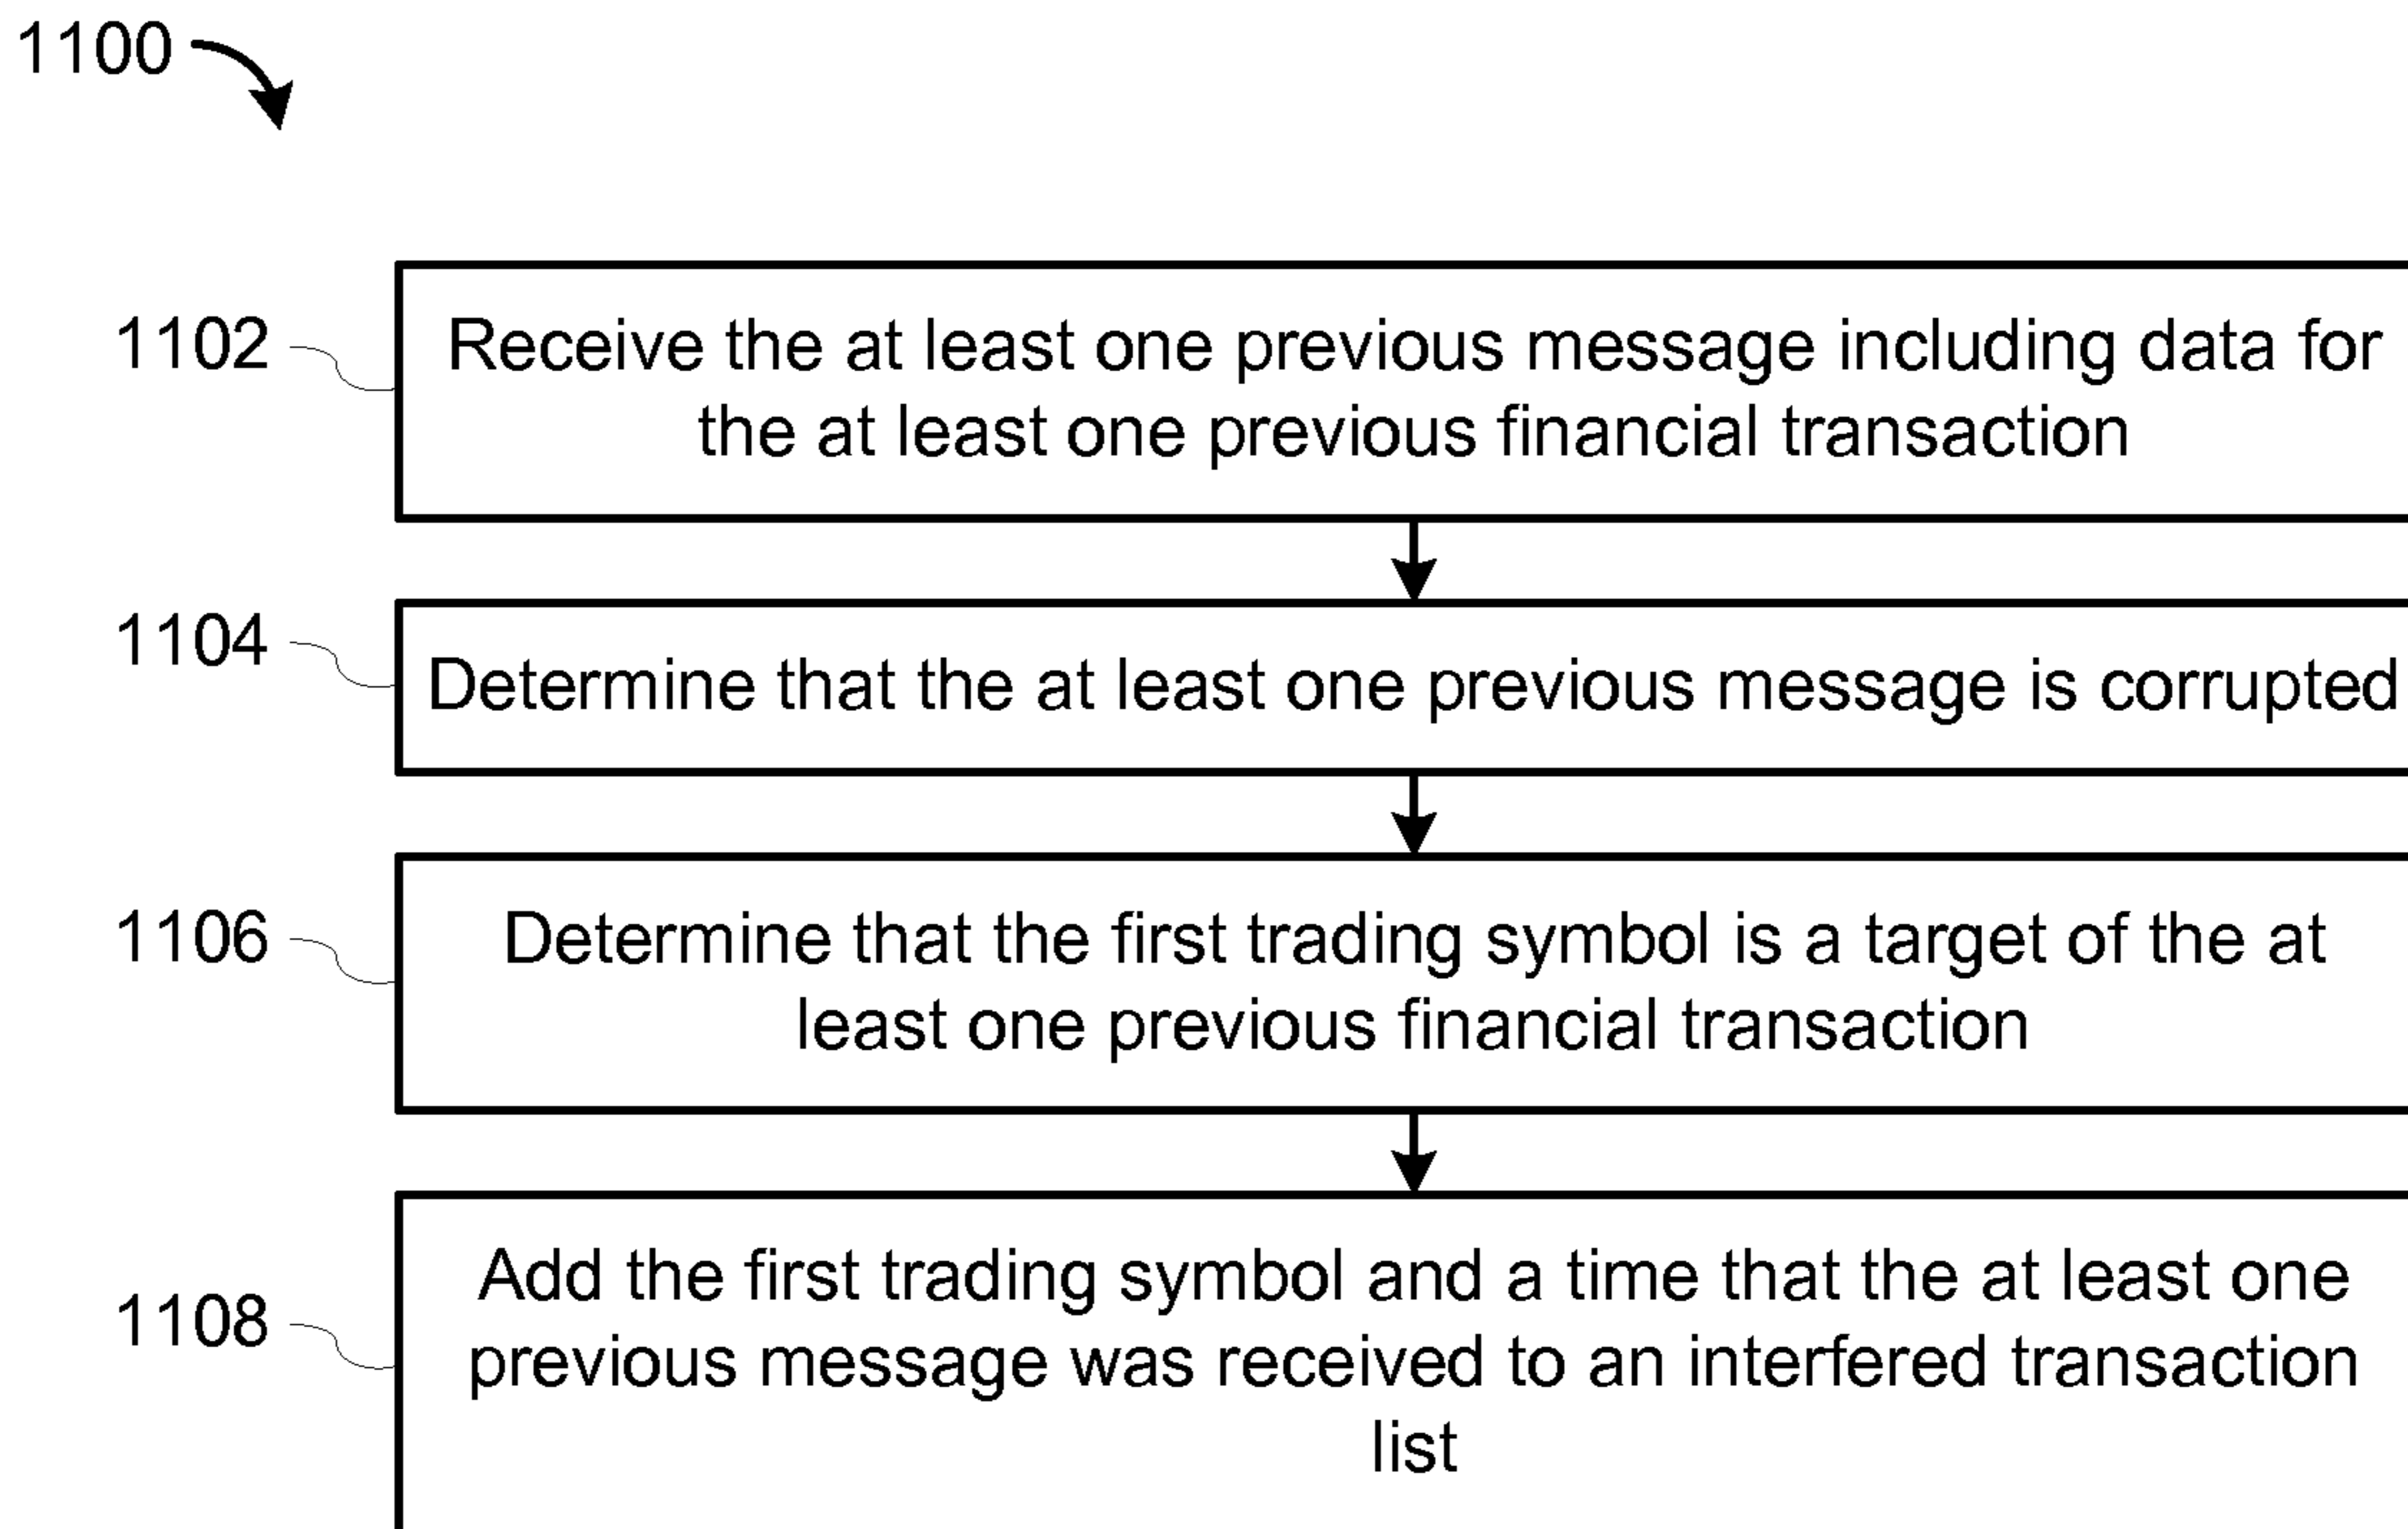 1100
1102
Receive the at least one previous message including data for
the at least one previous financial transaction
1104
Determine that the at least one previous message is corrupted
1106
Determine that the first trading symbol is a target of the at
least one previous financial transaction
1108
Add the first trading symbol and a time that the at least one
previous message was received to an interfered transaction
list